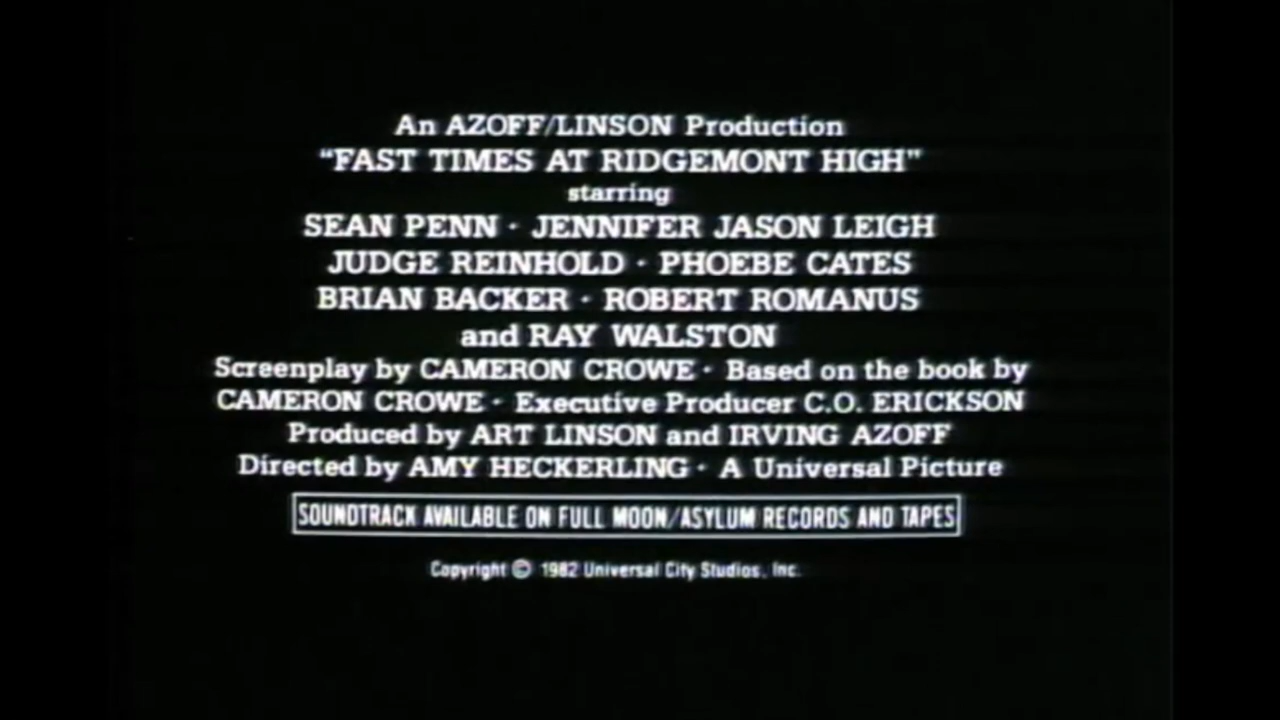 An AZOFF/LINSON Production
“FAST TIMES AT RIDGEMONT HIGH"
starring
SEAN PENN · JENNIFER JASON LEIGH
JUDGE REINHOLD · PHOEBE CATES
BRIAN BACKER · ROBERT ROMANUS
and RAY WALSTON
Screenplay by CAMERON CROWE · Based on the book by
CAMERON CROWE · Executive Producer C.O. ERICKSON
Produced by ART LINSON and IRVING AZOFF
Directed by AMY HECKERLING · A Universal Picture
SOUNDTRACK AVAILABLE ON FULL MOON/ASYLUM RECORDS AND TAPES
Copyright © 1982 Universal City Studios, Inc.